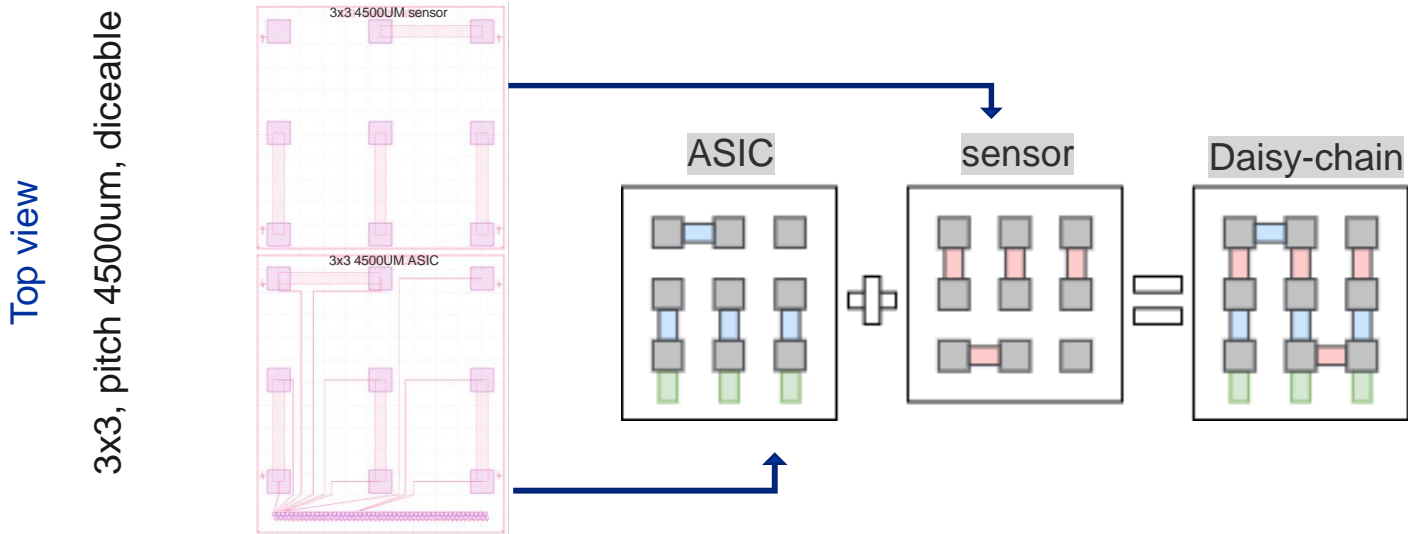 Top view
3x3, pitch 4500um, diceable
3x3 4500UM sensor
3x3 4500UM ASIC
ASIC
sensor
Daisy-chain